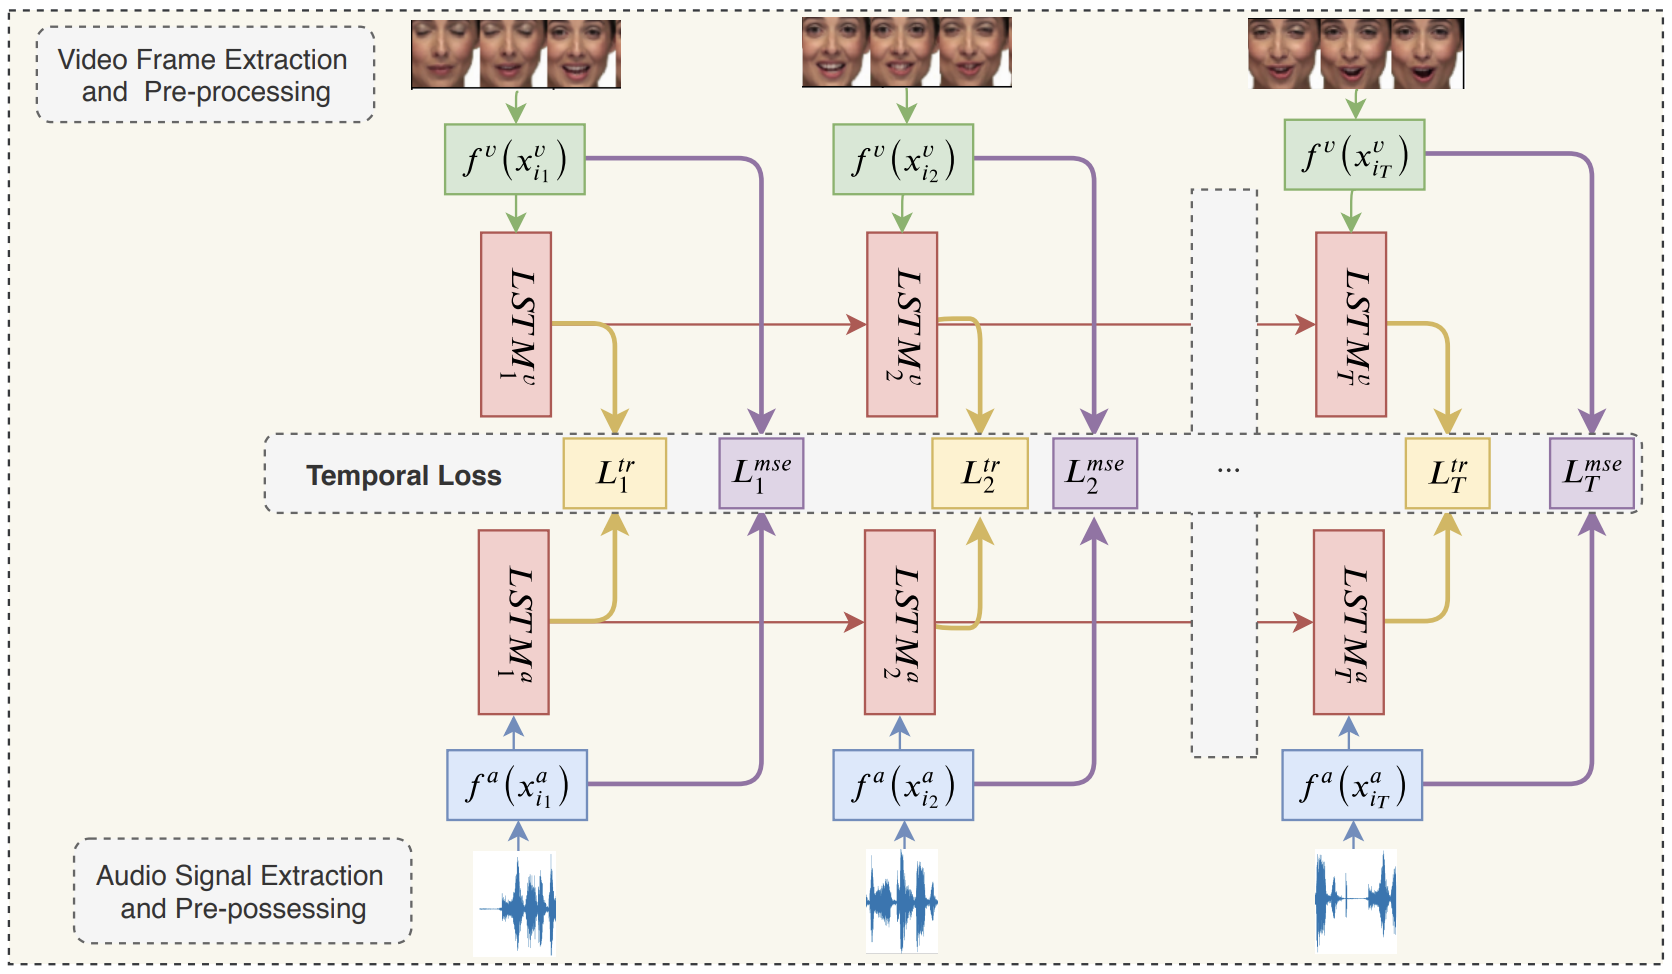 Video Frame Extraction
and Pre-processing
f^v(x^v_{i_1})
f^v(x^v_{i_2})
f^v(x^v_{i_T})
LSTM^v_1
LSTM^v_2
LSTM^v_T
Temporal Loss
L^{tr}_1
L^{mse}_1
L^{tr}_2
L^{mse}_2
...
L^{tr}_T
L^{mse}_T
LSTM^a_1
LSTM^a_2
LSTM^a_T
f^a(x^a_{i_1})
f^a(x^a_{i_2})
f^a(x^a_{i_T})
Audio Signal Extraction
and Pre-possessing